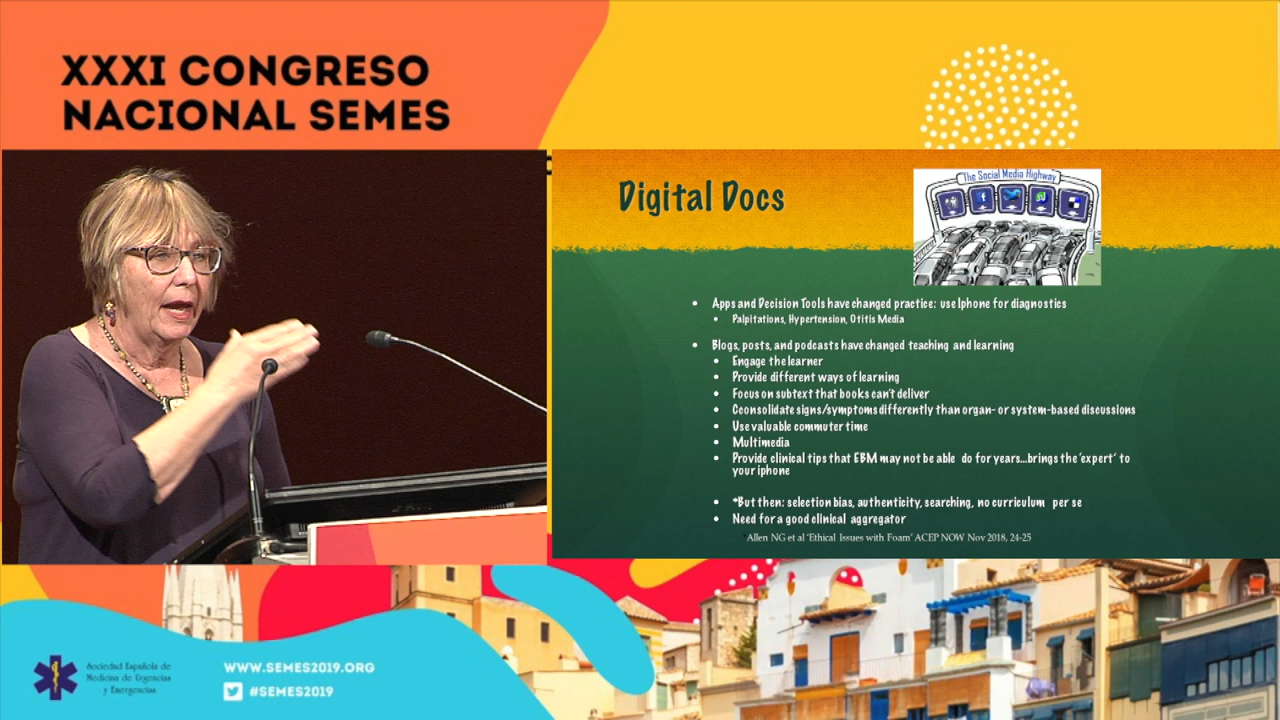 XXXI CONGRESO
NACIONAL SEMES
Digital Docs
The Social Media Highway
• Apps and Decision Tools have changed practice: use Iphone for diagnostics
• Palpitations, Hypertension, Otitis Media
• Blogs, posts, and podcasts have changed teaching and learning
• Engage the learner
• Provide different ways of learning
• Focus on subtext that books can't deliver
• Ceonsolidate signs/symptoms differently than organ- or system-based discussions
• Use valuable commuter time
• Multimedia
• Provide clinical tips that EBM may not be able do for years...brings the 'expert' to
your iphone
• *But then: selection bias, authenticity, searching, no curriculum per se
• Need for a good clinical aggregator
Allen NG et al 'Ethical Issues with Foam' ACEP NOW Nov 2018, 24-25
Sociedad Española de
Medicina de Urgencias
y Emergencias
WWW.SEMES2019.ORG
#SEMES2019